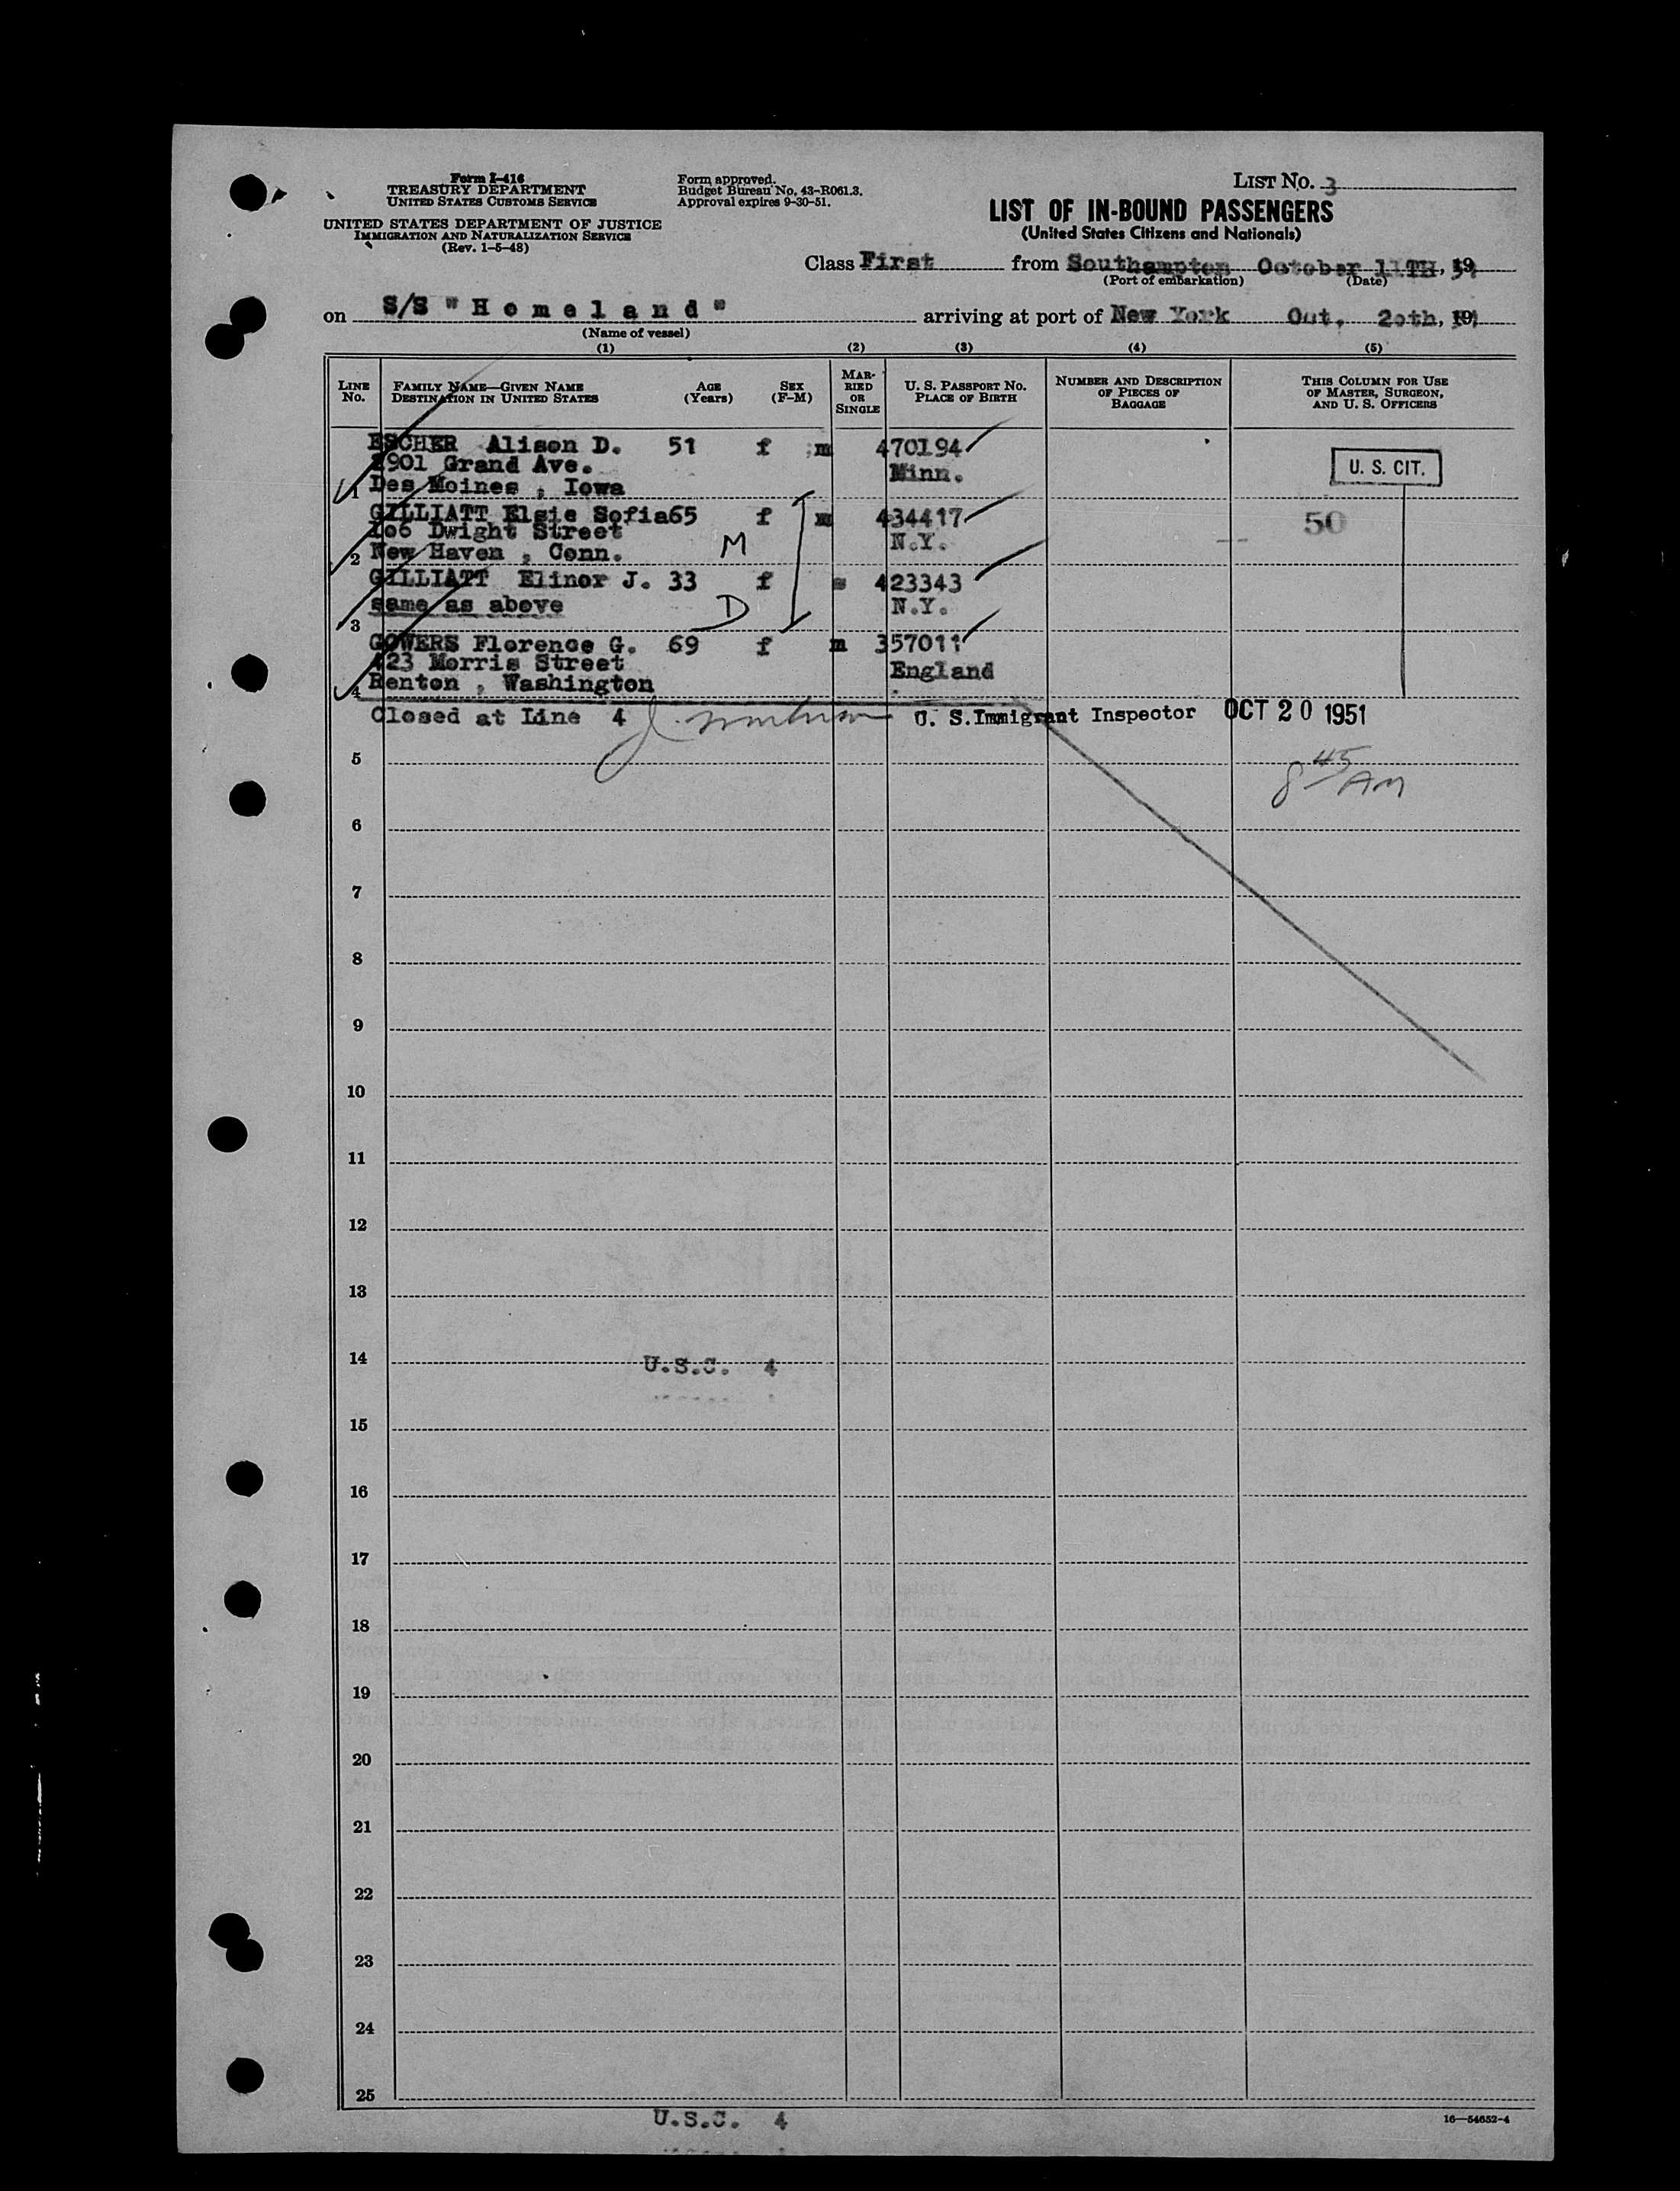 Form I-416
TREASURY DEPARTMENT
UNITED STATES CUSTOMS SERVICE
UNITED STATES DEPARTMENT OF JUSTICE
IMMIGRATION AND NATURALIZATION SERVICE
(Rev. 1-5-48)
Form approved.
Budget Bureau No. 43-R061.3.
Approval expires 9-30-51.
LIST NO. 3
LIST OF IN-BOUND PASSENGERS
(United States Citizens and Nationals)
Class First from Southampton October 11TH, 19
(Port of embarkation) (Date)
on S/S "Homeland" arriving at port of New York Out, 20th, 19
(Name of vessel)
(1) (2) (3) (4) (5)
LINE No. FAMILY NAME—GIVEN NAME DESTINATION IN UNITED STATES AGE (Years) SEX (F-M) MARRIED OR SINGLE U. S. PASSPORT NO. PLACE OF BIRTH NUMBER AND DESCRIPTION OF PIECES OF BAGGAGE THIS COLUMN FOR USE OF MASTER, SURGEON, AND U. S. OFFICERS
ESCHER Alison D. 51 f m 470194
2901 Grand Ave. Minn. U. S. CIT.
1 Des Moines , Iowa
GILLIATT Elsie Sofia 65 f m 434417 50
106 Dwight Street N.Y.
2 New Haven , Conn. M
GILLIATT Elinor J. 33 f s 423343
same as above D N.Y.
3
GOWERS Florence G. 69 f m 357011
423 Morris Street England
4 Renton , Washington
Closed at Line 4 U. S. Immigrant Inspector OCT 20 1951
5 8 45 AM
6
7
8
9
10
11
12
13
14 U.S.C. 4
15
16
17
18
19
20
21
22
23
24
25
U.S.C. 4
16—54652-4